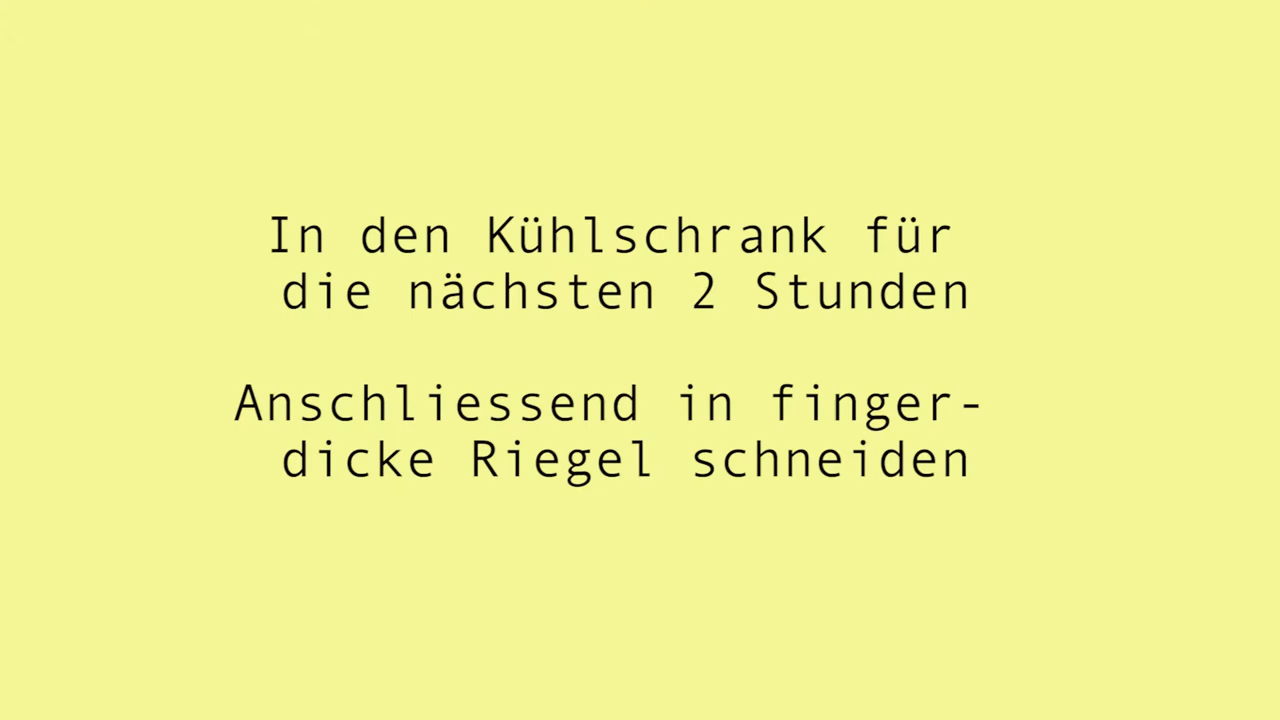 In den Kühlschrank für
die nächsten 2 Stunden
Anschliessend in finger-
dicke Riegel schneiden